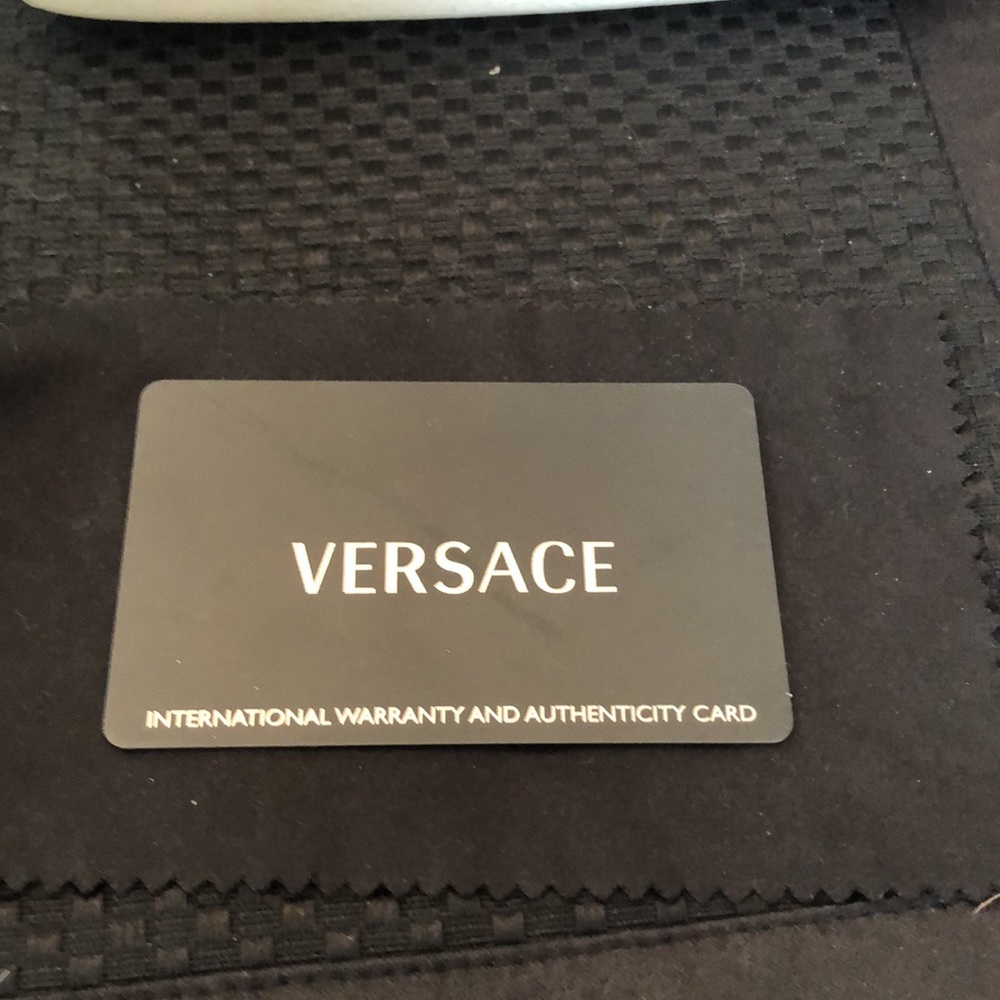 VERSACE
INTERNATIONAL WARRANTY AND AUTHENTICITY CARD